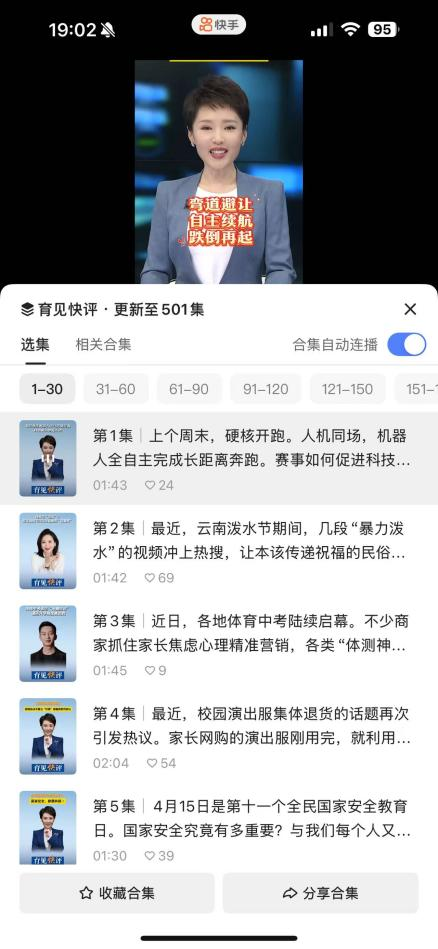 19:02
快手
95
弯道避让
自主续航
跌倒再起
育见快评 · 更新至501集
选集
相关合集
合集自动连播
1-30
31-60
61-90
91-120
121-150
151-1
第1集｜上个周末，硬核开跑。人机同场，机器
人全自主完成长距离奔跑。赛事如何促进科技…
01:43
24
育见快评
第2集｜最近，云南泼水节期间，几段“暴力泼
水”的视频冲上热搜，让本该传递祝福的民俗…
01:42
69
育见快评
第3集｜近日，各地体育中考陆续启幕。不少商
家抓住家长焦虑心理精准营销，各类“体测神…
01:45
9
育见快评
第4集｜最近，校园演出服集体退货的话题再次
引发热议。家长网购的演出服刚用完，就利用…
02:04
54
育见快评
第5集｜4月15日是第十一个全民国家安全教育
日。国家安全究竟有多重要？与我们每个人又…
01:30
39
育见快评
收藏合集
分享合集